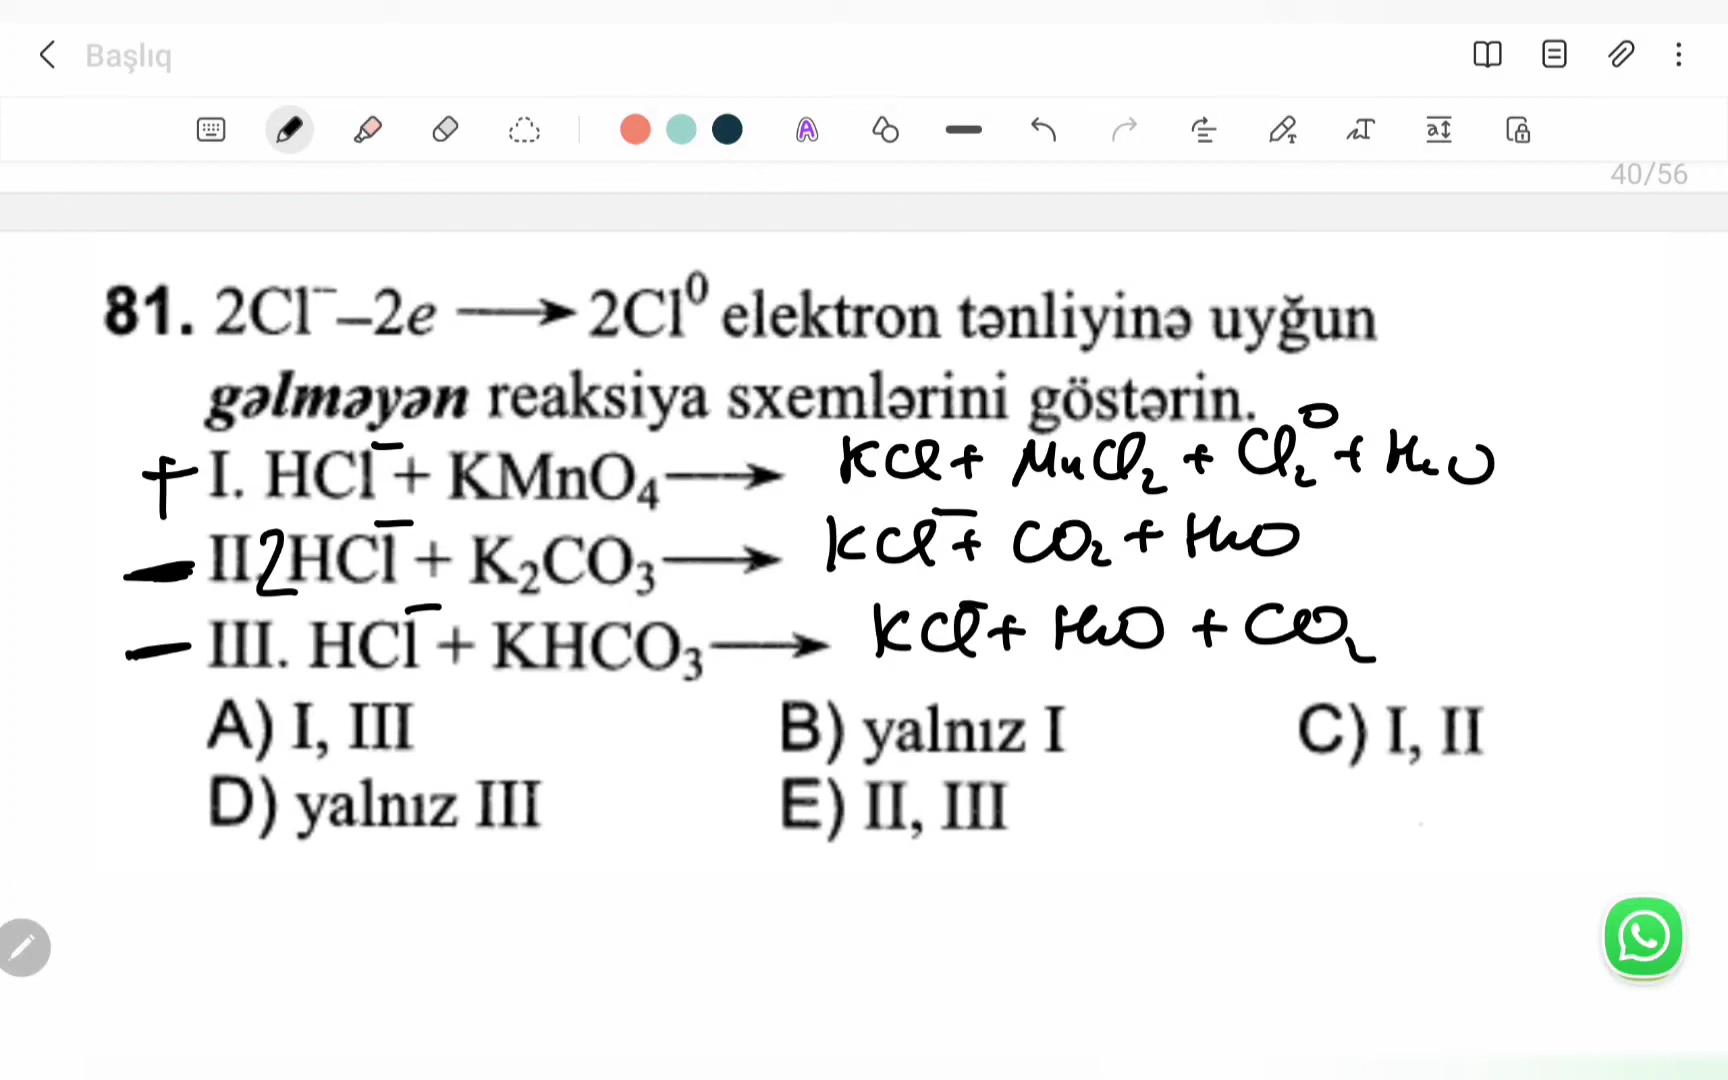 Başlıq
40/56
81. 2Cl⁻–2e ⟶ 2Cl⁰ elektron tənliyinə uyğun
gəlməyən reaksiya sxemlərini göstərin.
+ I. HCl⁻ + KMnO₄ ⟶ KCl + MnCl₂ + Cl₂⁰ + H₂O
– II 2HCl⁻ + K₂CO₃ ⟶ KCl⁻ + CO₂ + H₂O
– III. HCl⁻ + KHCO₃ ⟶ KCl⁻ + H₂O + CO₂
A) I, III B) yalnız I C) I, II
D) yalnız III E) II, III